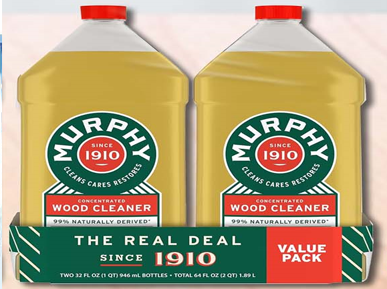 MURPHY
SINCE
1910
CLEANS CARES RESTORES
CONCENTRATED
WOOD CLEANER
99% NATURALLY DERIVED*
MURPHY
SINCE
1910
CLEANS CARES RESTORES
CONCENTRATED
WOOD CLEANER
99% NATURALLY DERIVED*
THE REAL DEAL
SINCE 1910
VALUE
PACK
TWO 32 FL OZ (1 QT) 946 mL BOTTLES • TOTAL 64 FL OZ (2 QT) 1.89 L